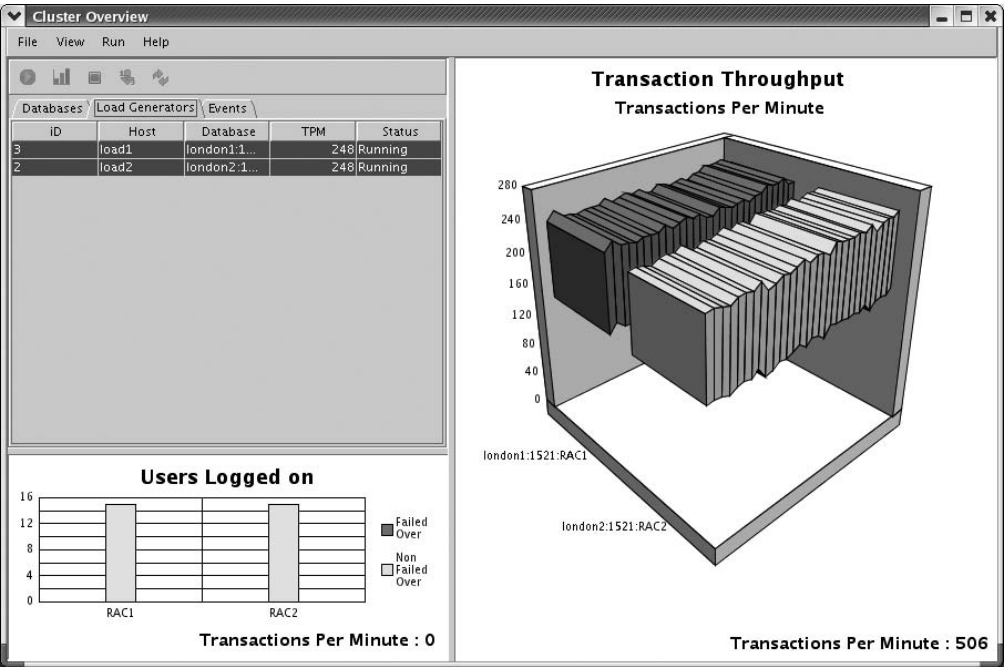 Cluster Overview
File View Run Help
Databases Load Generators Events
iD Host Database TPM Status
3 load1 london1:1... 248 Running
2 load2 london2:1... 248 Running
Users Logged on
16
12
8
4
0
RAC1 RAC2
Failed
Over
Non
Failed
Over
Transactions Per Minute : 0
Transaction Throughput
Transactions Per Minute
280
240
200
160
120
80
40
0
london1:1521:RAC1
london2:1521:RAC2
Transactions Per Minute : 506